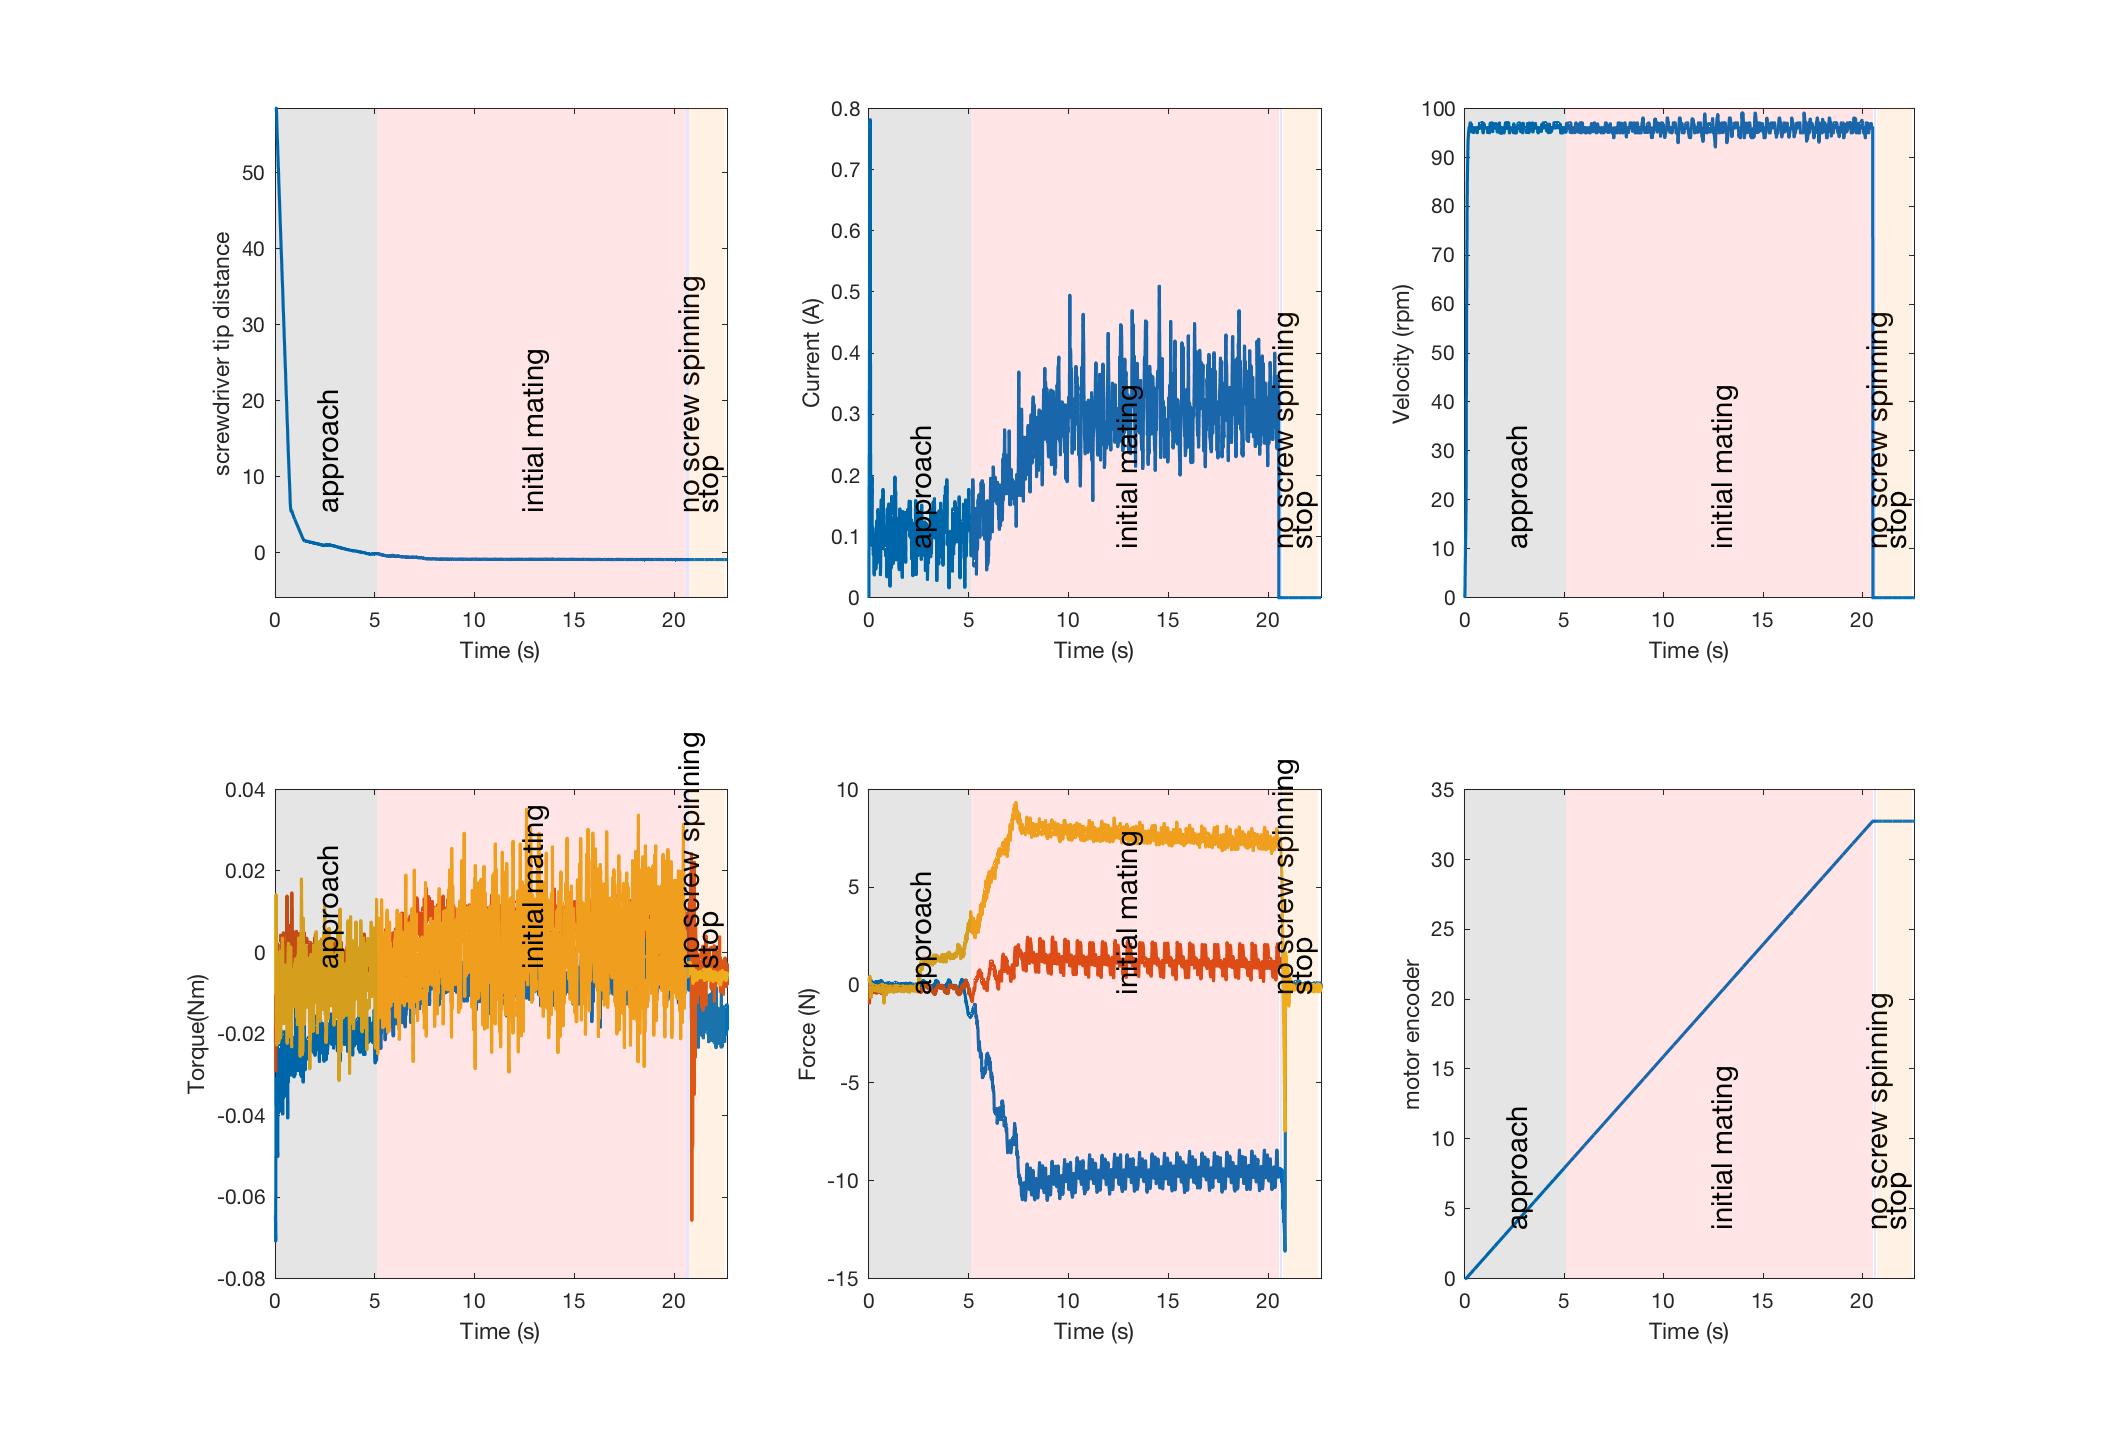 50
40
30
20
10
0
screwdriver tip distance
approach
initial mating
no screw spinning
stop
0 5 10 15 20
Time (s)
0.8
0.7
0.6
0.5
0.4
0.3
0.2
0.1
0
Current (A)
approach
initial mating
no screw spinning
stop
0 5 10 15 20
Time (s)
100
90
80
70
60
50
40
30
20
10
0
Velocity (rpm)
approach
initial mating
no screw spinning
stop
0 5 10 15 20
Time (s)
0.04
0.02
0
-0.02
-0.04
-0.06
-0.08
Torque(Nm)
approach
initial mating
no screw spinning
stop
0 5 10 15 20
Time (s)
10
5
0
-5
-10
-15
Force (N)
approach
initial mating
no screw spinning
stop
0 5 10 15 20
Time (s)
35
30
25
20
15
10
5
0
motor encoder
approach
initial mating
no screw spinning
stop
0 5 10 15 20
Time (s)